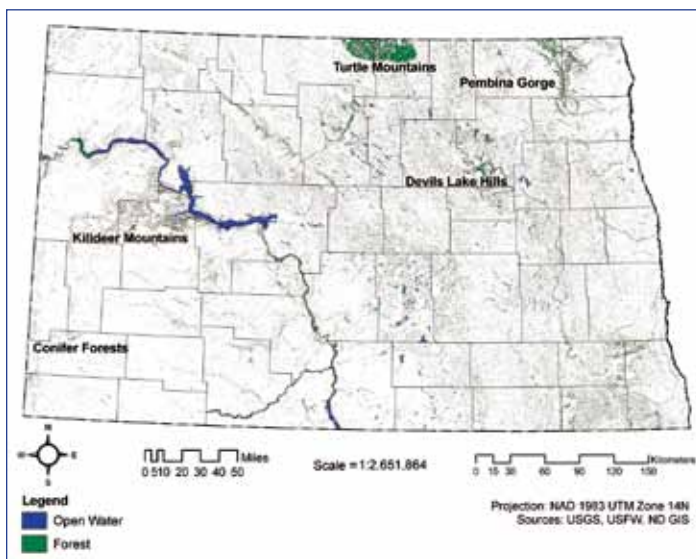 Turtle Mountains
Pembina Gorge
Devils Lake Hills
Killdeer Mountains
Conifer Forests
N
W
E
S
Miles
0 5 10 20 30 40 50
Scale = 1:2,651,864
Kilometers
0 15 30 60 90 120 150
Legend
Open Water
Forest
Projection: NAD 1983 UTM Zone 14N
Sources: USGS, USFW, ND GIS